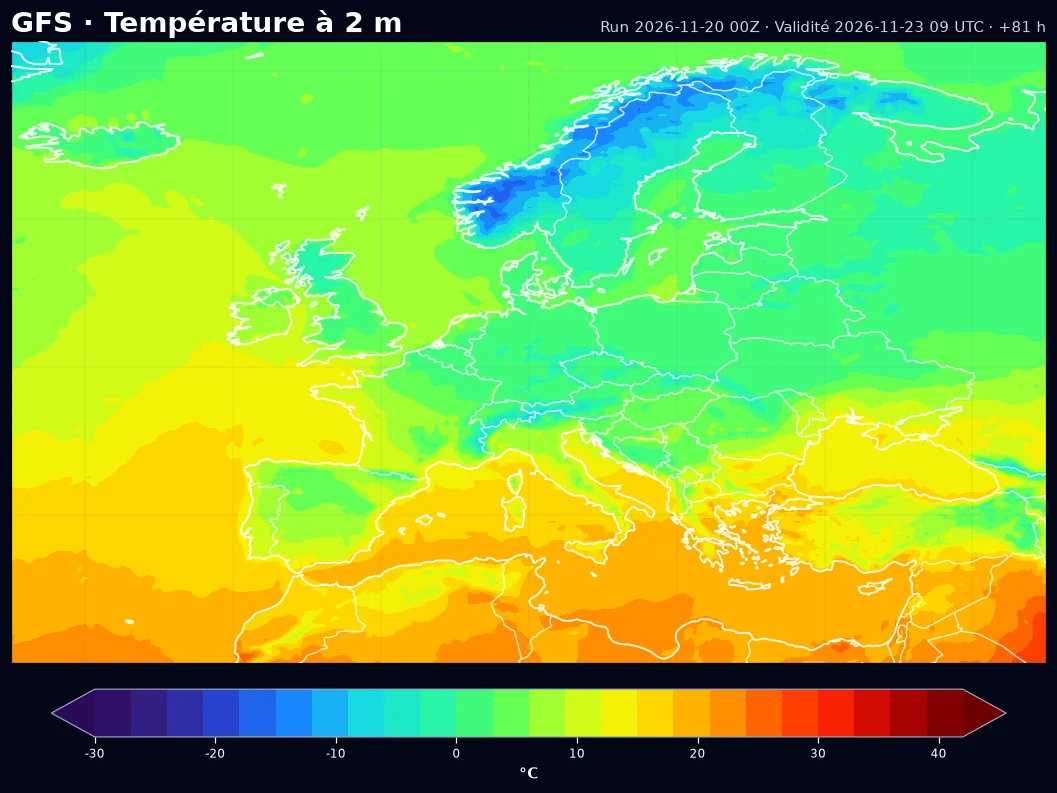 GFS · Température à 2 m
Run 2026-11-20 00Z · Validité 2026-11-23 09 UTC · +81 h
-30 -20 -10 0 10 20 30 40
°C